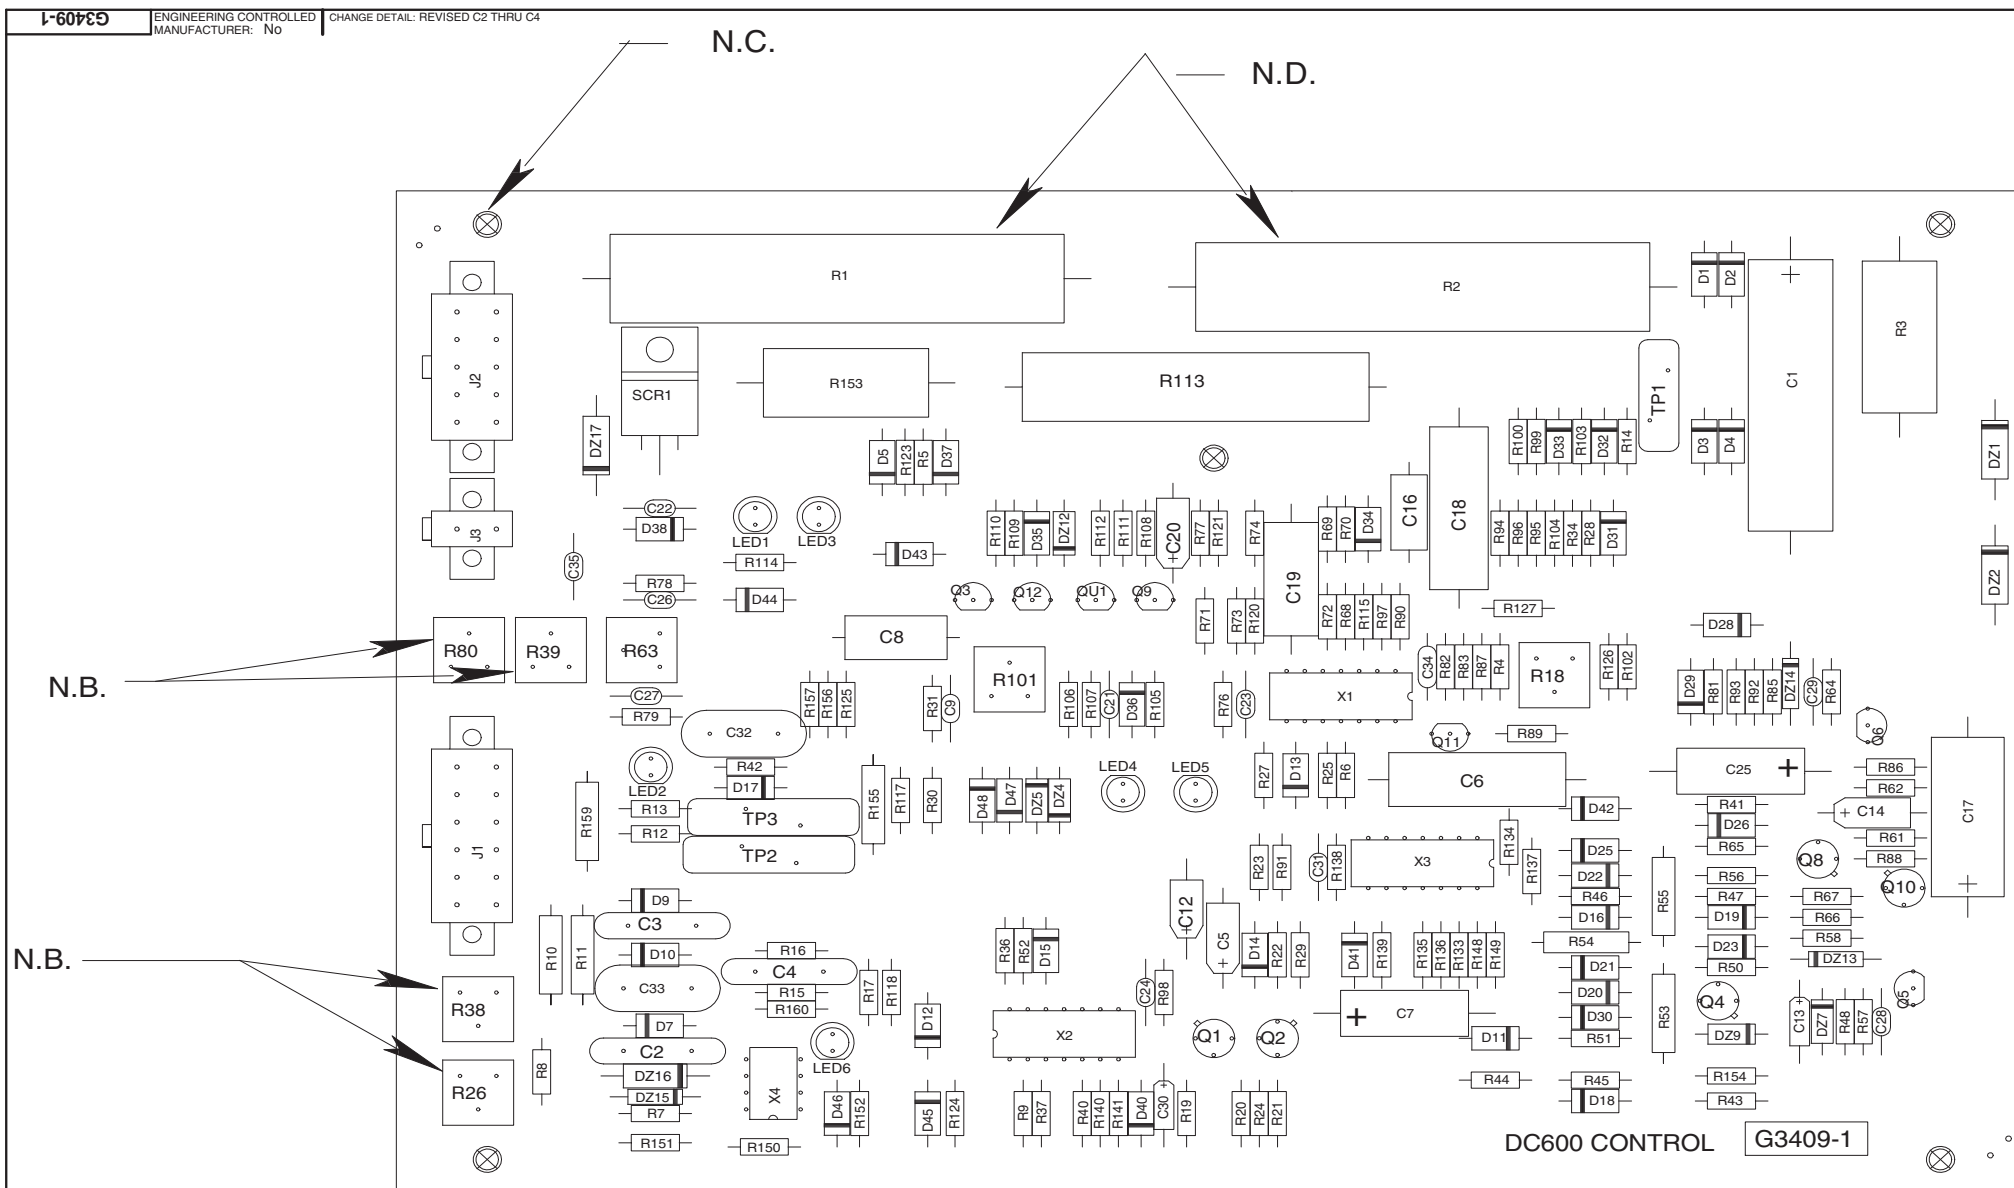 G3409-1
ENGINEERING CONTROLLED
MANUFACTURER: No
CHANGE DETAIL: REVISED C2 THRU C4
N.C.
N.D.
R1
R2
D1
D2
R3
J2
SCR1
R153
R113
TP1
C1
DZ17
D5
R123
R5
D37
R100
R99
D33
R103
D32
R14
D3
D4
DZ1
C16
C18
J3
C22
D38
LED1
LED3
R110
R109
D35
DZ12
R112
R111
R108
+C20
R77
R121
R74
R69
R70
D34
R94
R96
R95
R104
R34
R28
D31
C35
R114
D43
C19
DZ2
R78
C26
D44
Q3
Q12
QU1
Q9
R71
R73
R120
R72
R68
R115
R97
R90
R127
D28
C8
N.B.
R80
R39
R63
R101
C34
R82
R83
R87
R4
R18
R126
R102
C27
R79
R157
R156
R125
R31
C9
R106
R107
C21
D36
R105
R76
C23
X1
D29
R81
R93
R92
R85
DZ14
C29
R64
C32
Q11
R89
Q6
LED2
R42
D17
R155
R117
R30
D48
D47
DZ5
DZ4
LED4
LED5
R27
D13
R25
R6
C6
C25 +
R86
R62
+ C14
C17
R159
R13
TP3
D42
R41
D26
R12
TP2
J1
R23
R91
C31
R138
X3
R134
R137
D25
R65
Q8
R61
R88
D22
R56
Q10
D9
R46
R55
R47
R67
C3
+C12
C5 +
D16
D19
R66
N.B.
R10
R11
D10
R16
R36
R52
D15
D14
R22
R29
D41
R139
R135
R136
R133
R148
R149
R54
D23
R58
C4
D21
R50
DZ13
R38
C33
R15
R160
R17
R118
C24
R98
D20
R53
Q4
Q5
D7
D12
X2
Q1
Q2
+ C7
D30
C13 +
DZ7
R48
R57
C28
D11
R51
DZ9
C2
LED6
R8
DZ16
X4
R44
R45
R154
R26
DZ15
R7
D46
R152
D45
R124
R9
R37
R40
R140
R141
D40
C30 +
R19
R20
R24
R21
D18
R43
R151
R150
DC600 CONTROL
G3409-1